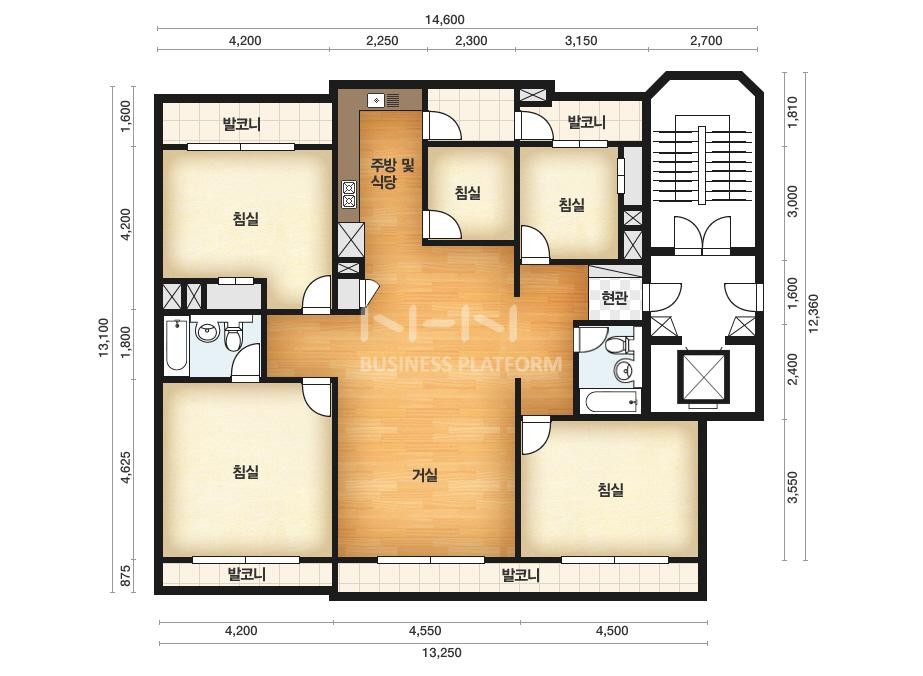 14,600
4,200 2,250 2,300 3,150 2,700
1,600 4,200 1,800 4,625 875
13,100
1,810 3,000 1,600 2,400 3,550
12,360
발코니
발코니
주방 및
식당
침실
침실
침실
현관
NHN
BUSINESS PLATFORM
침실
거실
침실
발코니
발코니
4,200 4,550 4,500
13,250